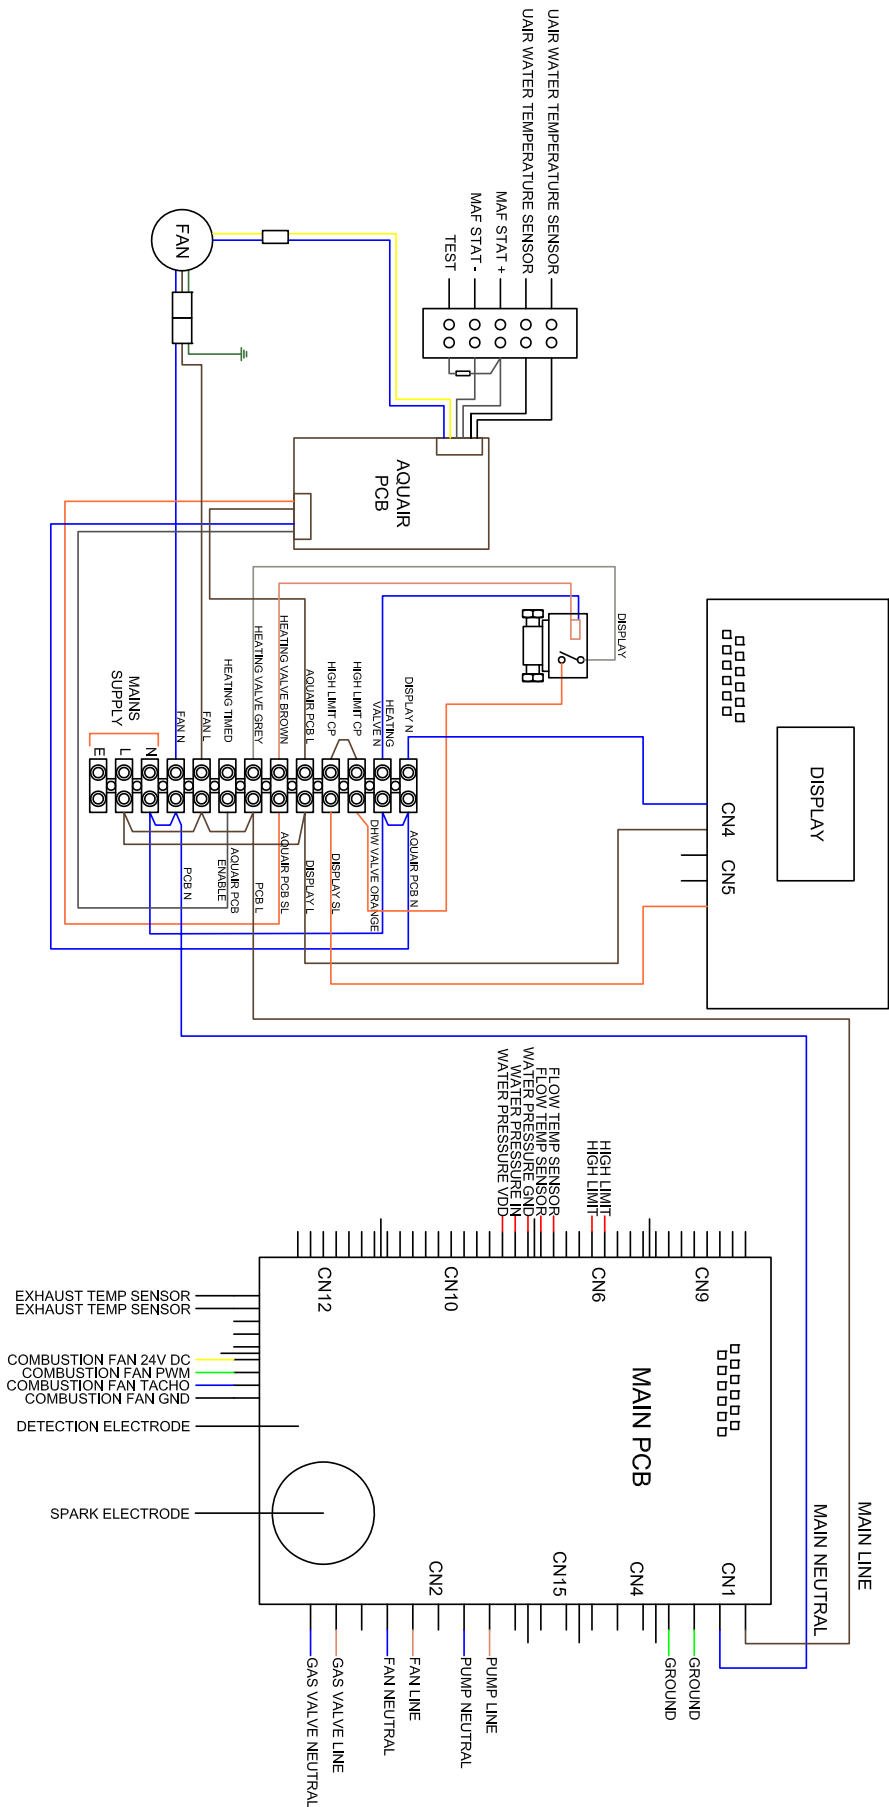 UAIR WATER TEMPERATURE SENSOR
UAIR WATER TEMPERATURE SENSOR
MAF STAT +
MAF STAT -
TEST
FAN
AQUAIR
PCB
DISPLAY
DISPLAY
CN4
CN5
DISPLAY N
HEATING
VALVE N
HIGH LIMIT CP
HIGH LIMIT CP
AQUAIR PCB L
HEATING VALVE BROWN
HEATING VALVE GREY
HEATING TIMED
FAN L
FAN N
MAINS
SUPPLY
N
L
E
AQUAIR PCB N
DHW VALVE ORANGE
DISPLAY SL
DISPLAY L
AQUAIR PCB SL
PCB L
AQUAIR PCB
ENABLE
PCB N
HIGH LIMIT
HIGH LIMIT
FLOW TEMP SENSOR
FLOW TEMP SENSOR
WATER PRESSURE GND
WATER PRESSURE IN
WATER PRESSURE VDD
CN12
CN10
CN6
CN9
MAIN PCB
EXHAUST TEMP SENSOR
EXHAUST TEMP SENSOR
COMBUSTION FAN 24V DC
COMBUSTION FAN PWM
COMBUSTION FAN TACHO
COMBUSTION FAN GND
DETECTION ELECTRODE
SPARK ELECTRODE
CN2
CN15
CN4
CN1
MAIN NEUTRAL
MAIN LINE
GROUND
GROUND
PUMP LINE
PUMP NEUTRAL
FAN LINE
FAN NEUTRAL
GAS VALVE LINE
GAS VALVE NEUTRAL